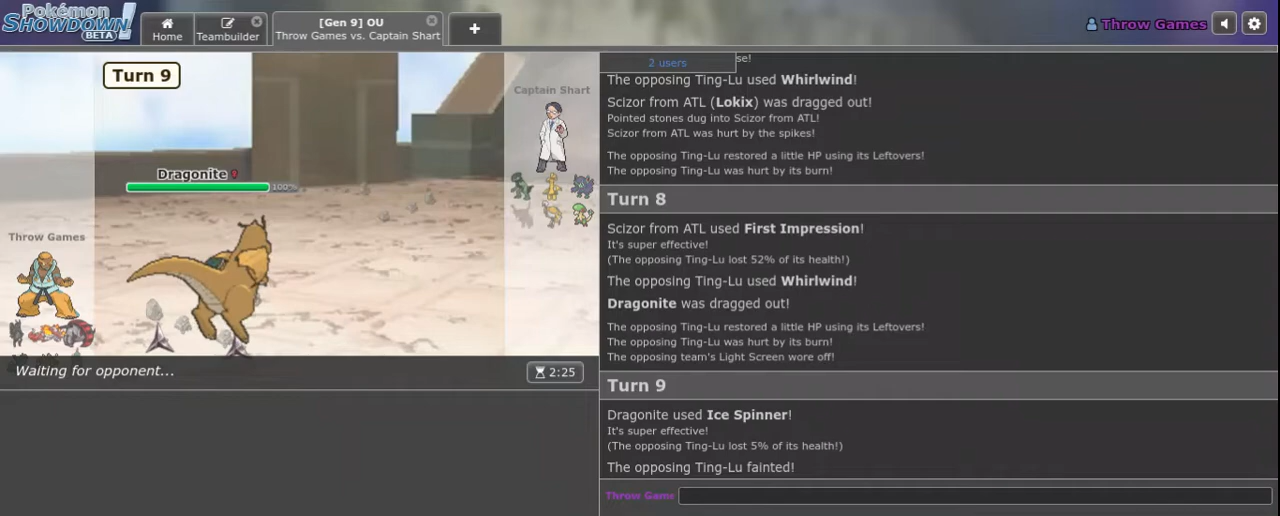 Pokémon
SHOWDOWN!
BETA
Home
Teambuilder
[Gen 9] OU
Throw Games vs. Captain Shart
+
Throw Games
Turn 9
Captain Shart
Dragonite
100%
Throw Games
Waiting for opponent...
2:25
2 users
se!
The opposing Ting-Lu used Whirlwind!
Scizor from ATL (Lokix) was dragged out!
Pointed stones dug into Scizor from ATL!
Scizor from ATL was hurt by the spikes!
The opposing Ting-Lu restored a little HP using its Leftovers!
The opposing Ting-Lu was hurt by its burn!
Turn 8
Scizor from ATL used First Impression!
It's super effective!
(The opposing Ting-Lu lost 52% of its health!)
The opposing Ting-Lu used Whirlwind!
Dragonite was dragged out!
The opposing Ting-Lu restored a little HP using its Leftovers!
The opposing Ting-Lu was hurt by its burn!
The opposing team's Light Screen wore off!
Turn 9
Dragonite used Ice Spinner!
It's super effective!
(The opposing Ting-Lu lost 5% of its health!)
The opposing Ting-Lu fainted!
Throw Game